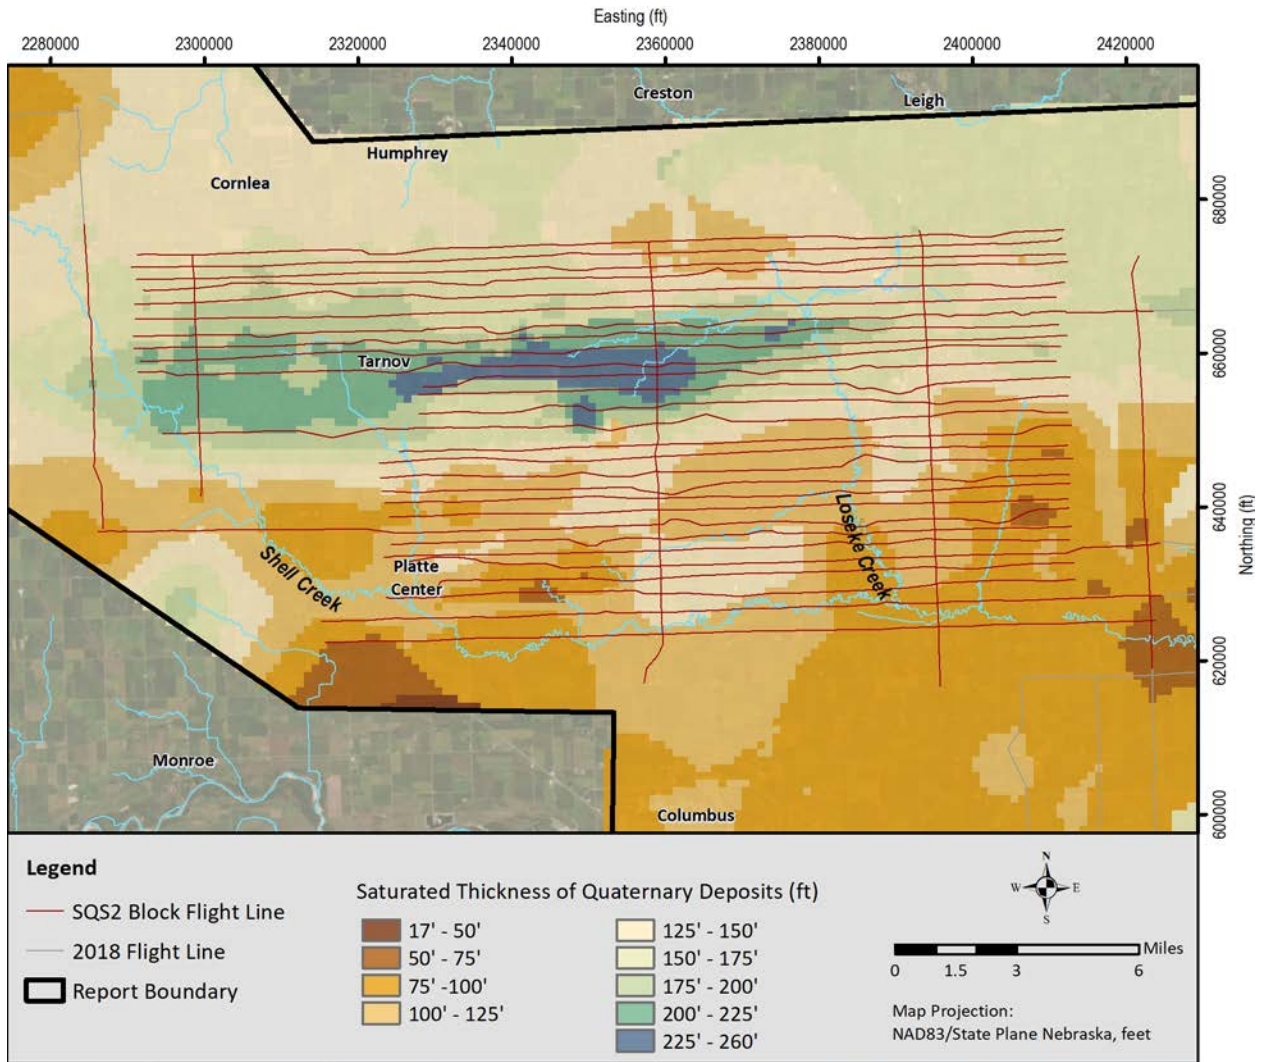 Easting (ft)
2280000 2300000 2320000 2340000 2360000 2380000 2400000 2420000
Creston
Leigh
Humphrey
Cornlea
680000
Tarnov
660000
640000
Northing (ft)
Loseke Creek
Shell Creek
Platte
Center
620000
Monroe
Columbus
600000
Legend
SQS2 Block Flight Line
2018 Flight Line
Report Boundary
Saturated Thickness of Quaternary Deposits (ft)
17' - 50'
50' - 75'
75' -100'
100' - 125'
125' - 150'
150' - 175'
175' - 200'
200' - 225'
225' - 260'
N
W E
S
Miles
0 1.5 3 6
Map Projection:
NAD83/State Plane Nebraska, feet